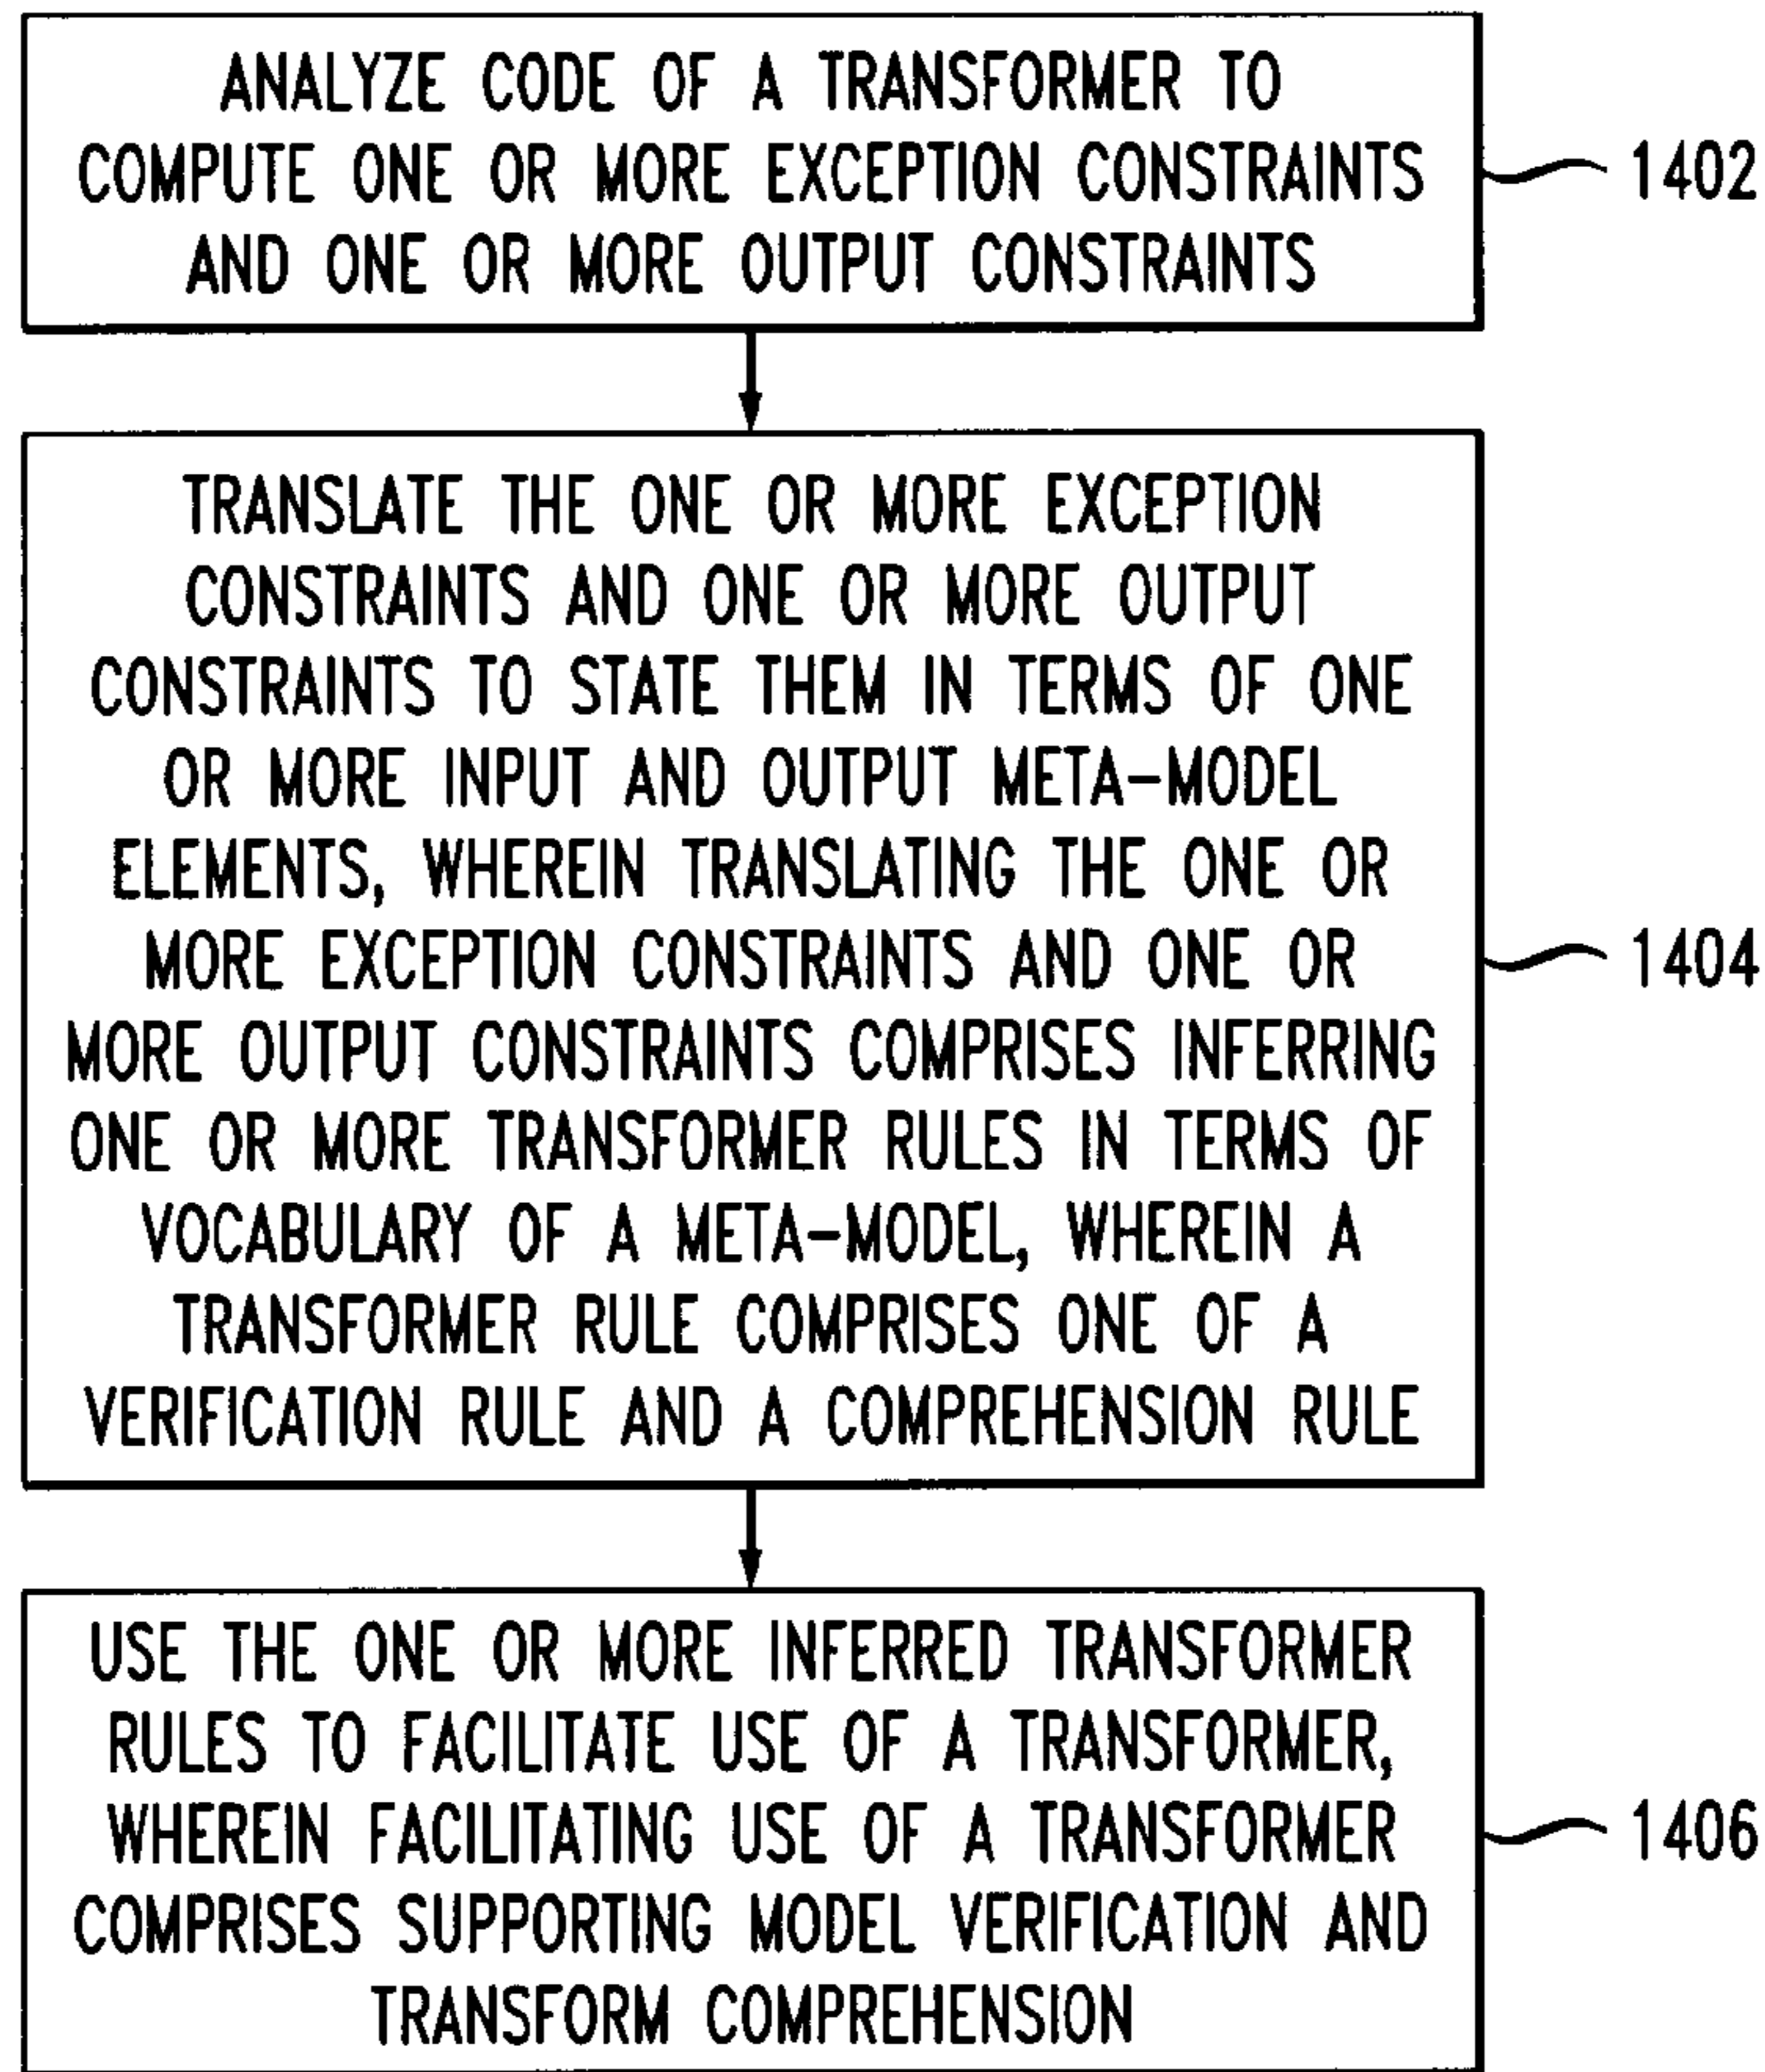 ANALYZE CODE OF A TRANSFORMER TO
COMPUTE ONE OR MORE EXCEPTION CONSTRAINTS
AND ONE OR MORE OUTPUT CONSTRAINTS
1402
TRANSLATE THE ONE OR MORE EXCEPTION
CONSTRAINTS AND ONE OR MORE OUTPUT
CONSTRAINTS TO STATE THEM IN TERMS OF ONE
OR MORE INPUT AND OUTPUT META-MODEL
ELEMENTS, WHEREIN TRANSLATING THE ONE OR
MORE EXCEPTION CONSTRAINTS AND ONE OR
MORE OUTPUT CONSTRAINTS COMPRISES INFERRING
ONE OR MORE TRANSFORMER RULES IN TERMS OF
VOCABULARY OF A META-MODEL, WHEREIN A
TRANSFORMER RULE COMPRISES ONE OF A
VERIFICATION RULE AND A COMPREHENSION RULE
1404
USE THE ONE OR MORE INFERRED TRANSFORMER
RULES TO FACILITATE USE OF A TRANSFORMER,
WHEREIN FACILITATING USE OF A TRANSFORMER
COMPRISES SUPPORTING MODEL VERIFICATION AND
TRANSFORM COMPREHENSION
1406